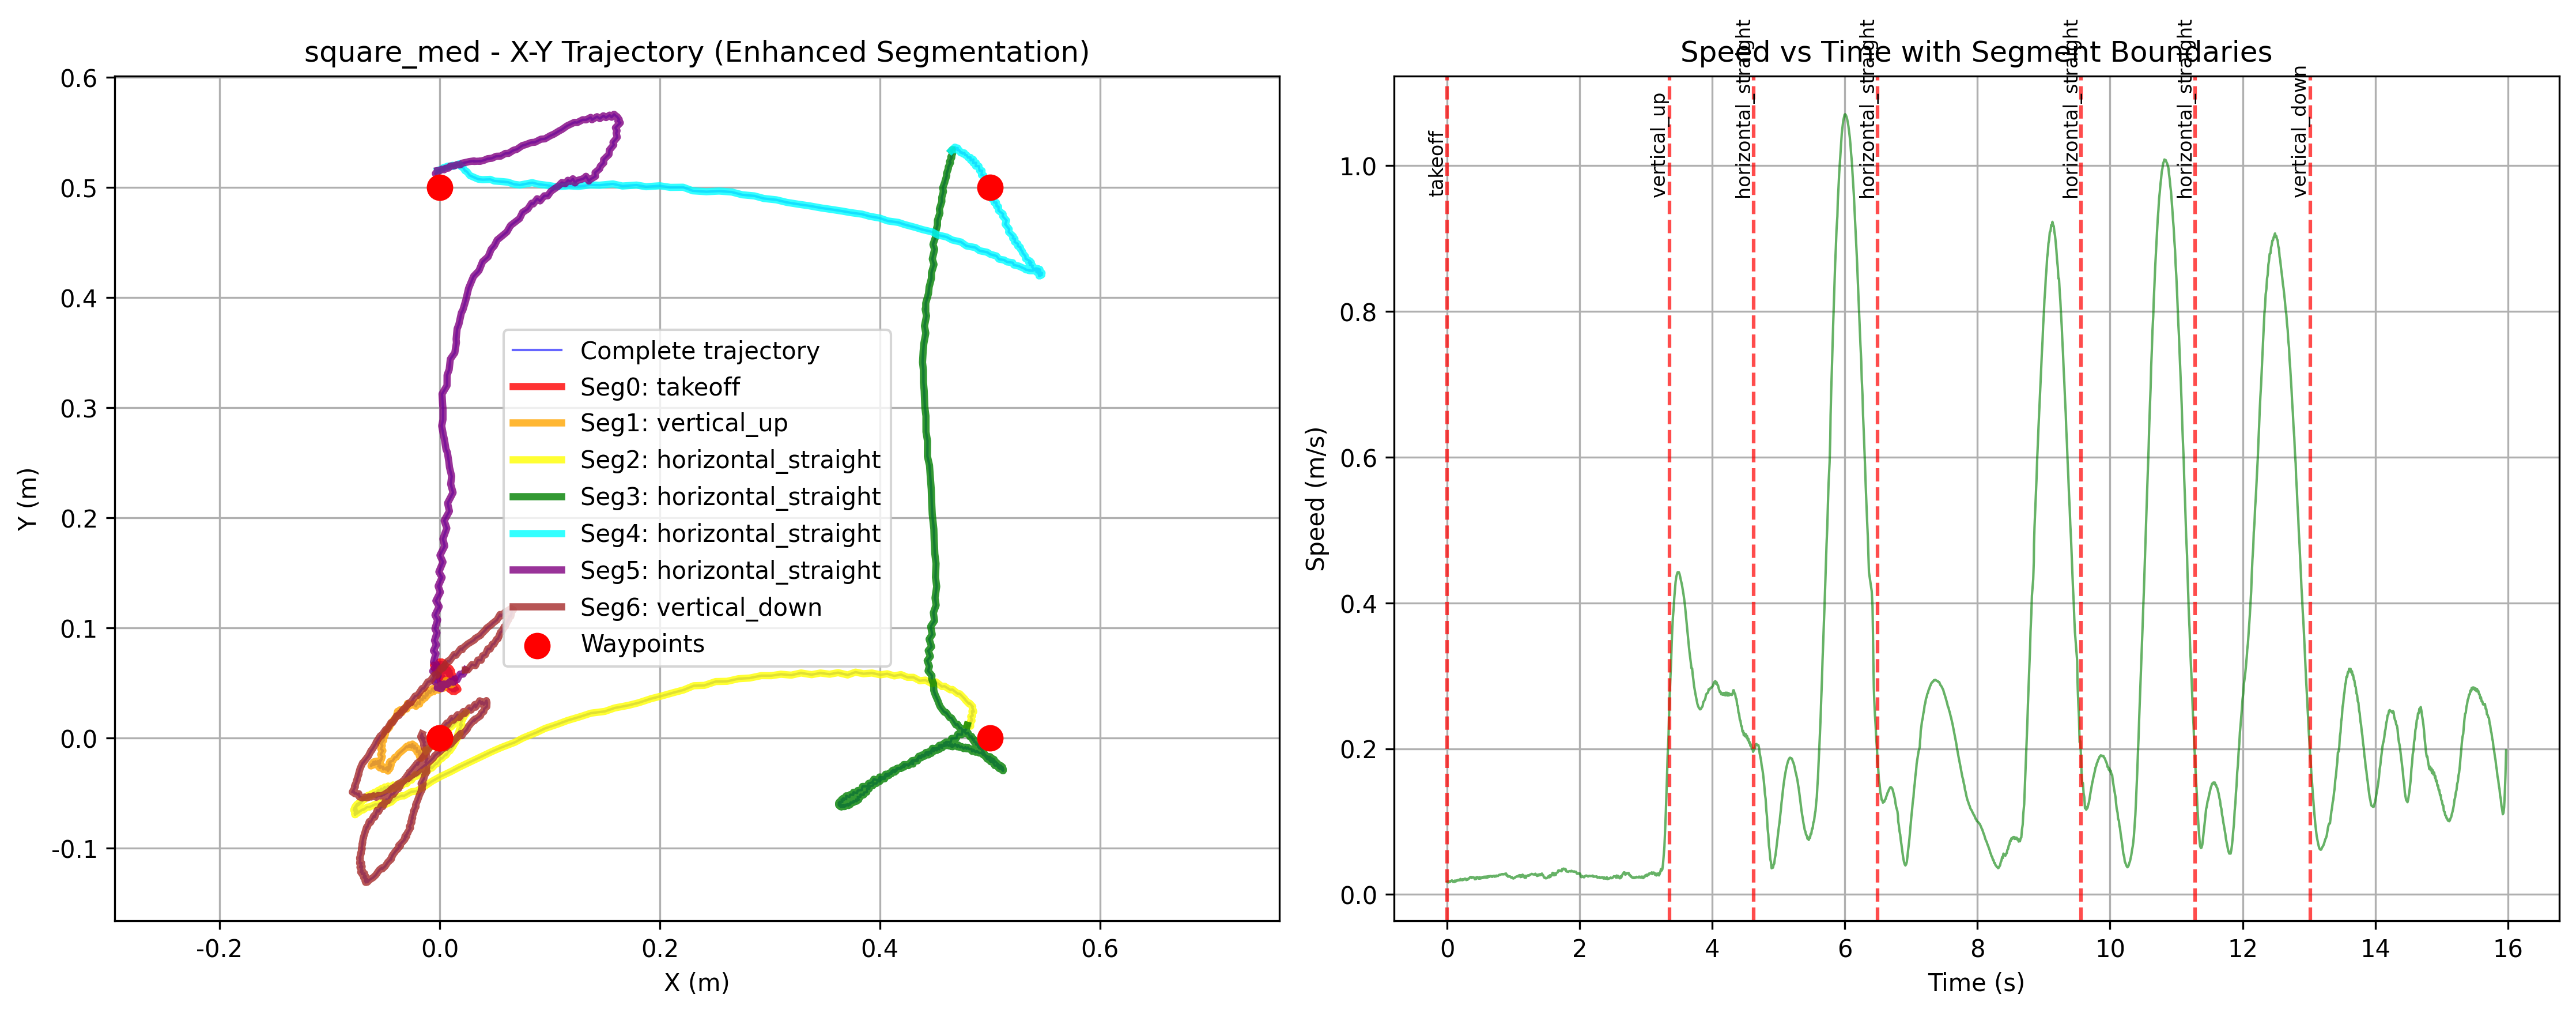 square_med - X-Y Trajectory (Enhanced Segmentation)
0.6
0.5
0.4
0.3
0.2
0.1
0.0
-0.1
Y (m)
-0.2
0.0
0.2
0.4
0.6
X (m)
Complete trajectory
Seg0: takeoff
Seg1: vertical_up
Seg2: horizontal_straight
Seg3: horizontal_straight
Seg4: horizontal_straight
Seg5: horizontal_straight
Seg6: vertical_down
Waypoints
Speed vs Time with Segment Boundaries
takeoff
vertical_up
horizontal_straight
horizontal_straight
horizontal_straight
horizontal_straight
vertical_down
1.0
0.8
0.6
0.4
0.2
0.0
Speed (m/s)
0
2
4
6
8
10
12
14
16
Time (s)